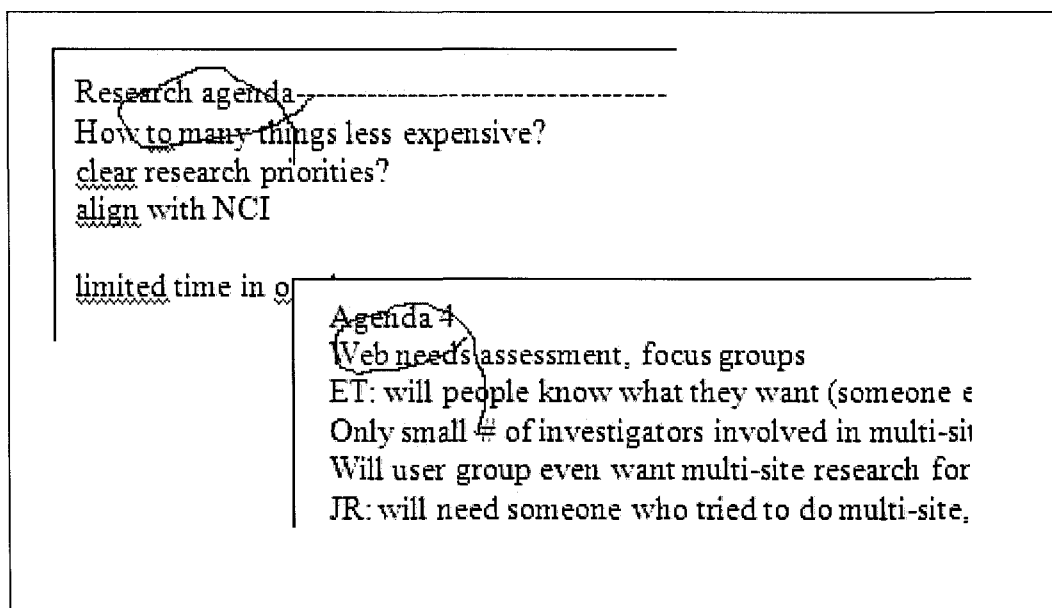 Research agenda--------------------------------------
How to many things less expensive?
clear research priorities?
align with NCI
limited time in o
Agenda 4
Web needs assessment, focus groups
ET: will people know what they want (someone e
Only small # of investigators involved in multi-sit
Will user group even want multi-site research for
JR: will need someone who tried to do multi-site,